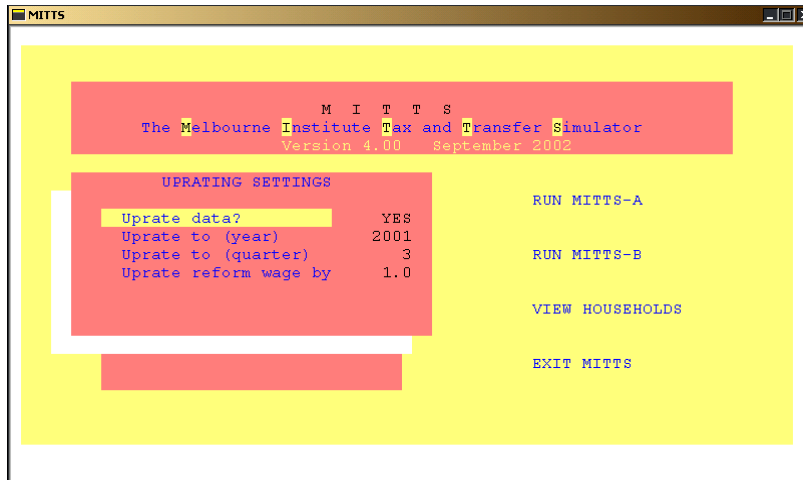 MITTS
M I T T S
The Melbourne Institute Tax and Transfer Simulator
Version 4.00 September 2002
UPRATING SETTINGS
Uprate data? YES
Uprate to (year) 2001
Uprate to (quarter) 3
Uprate reform wage by 1.0
RUN MITTS-A
RUN MITTS-B
VIEW HOUSEHOLDS
EXIT MITTS